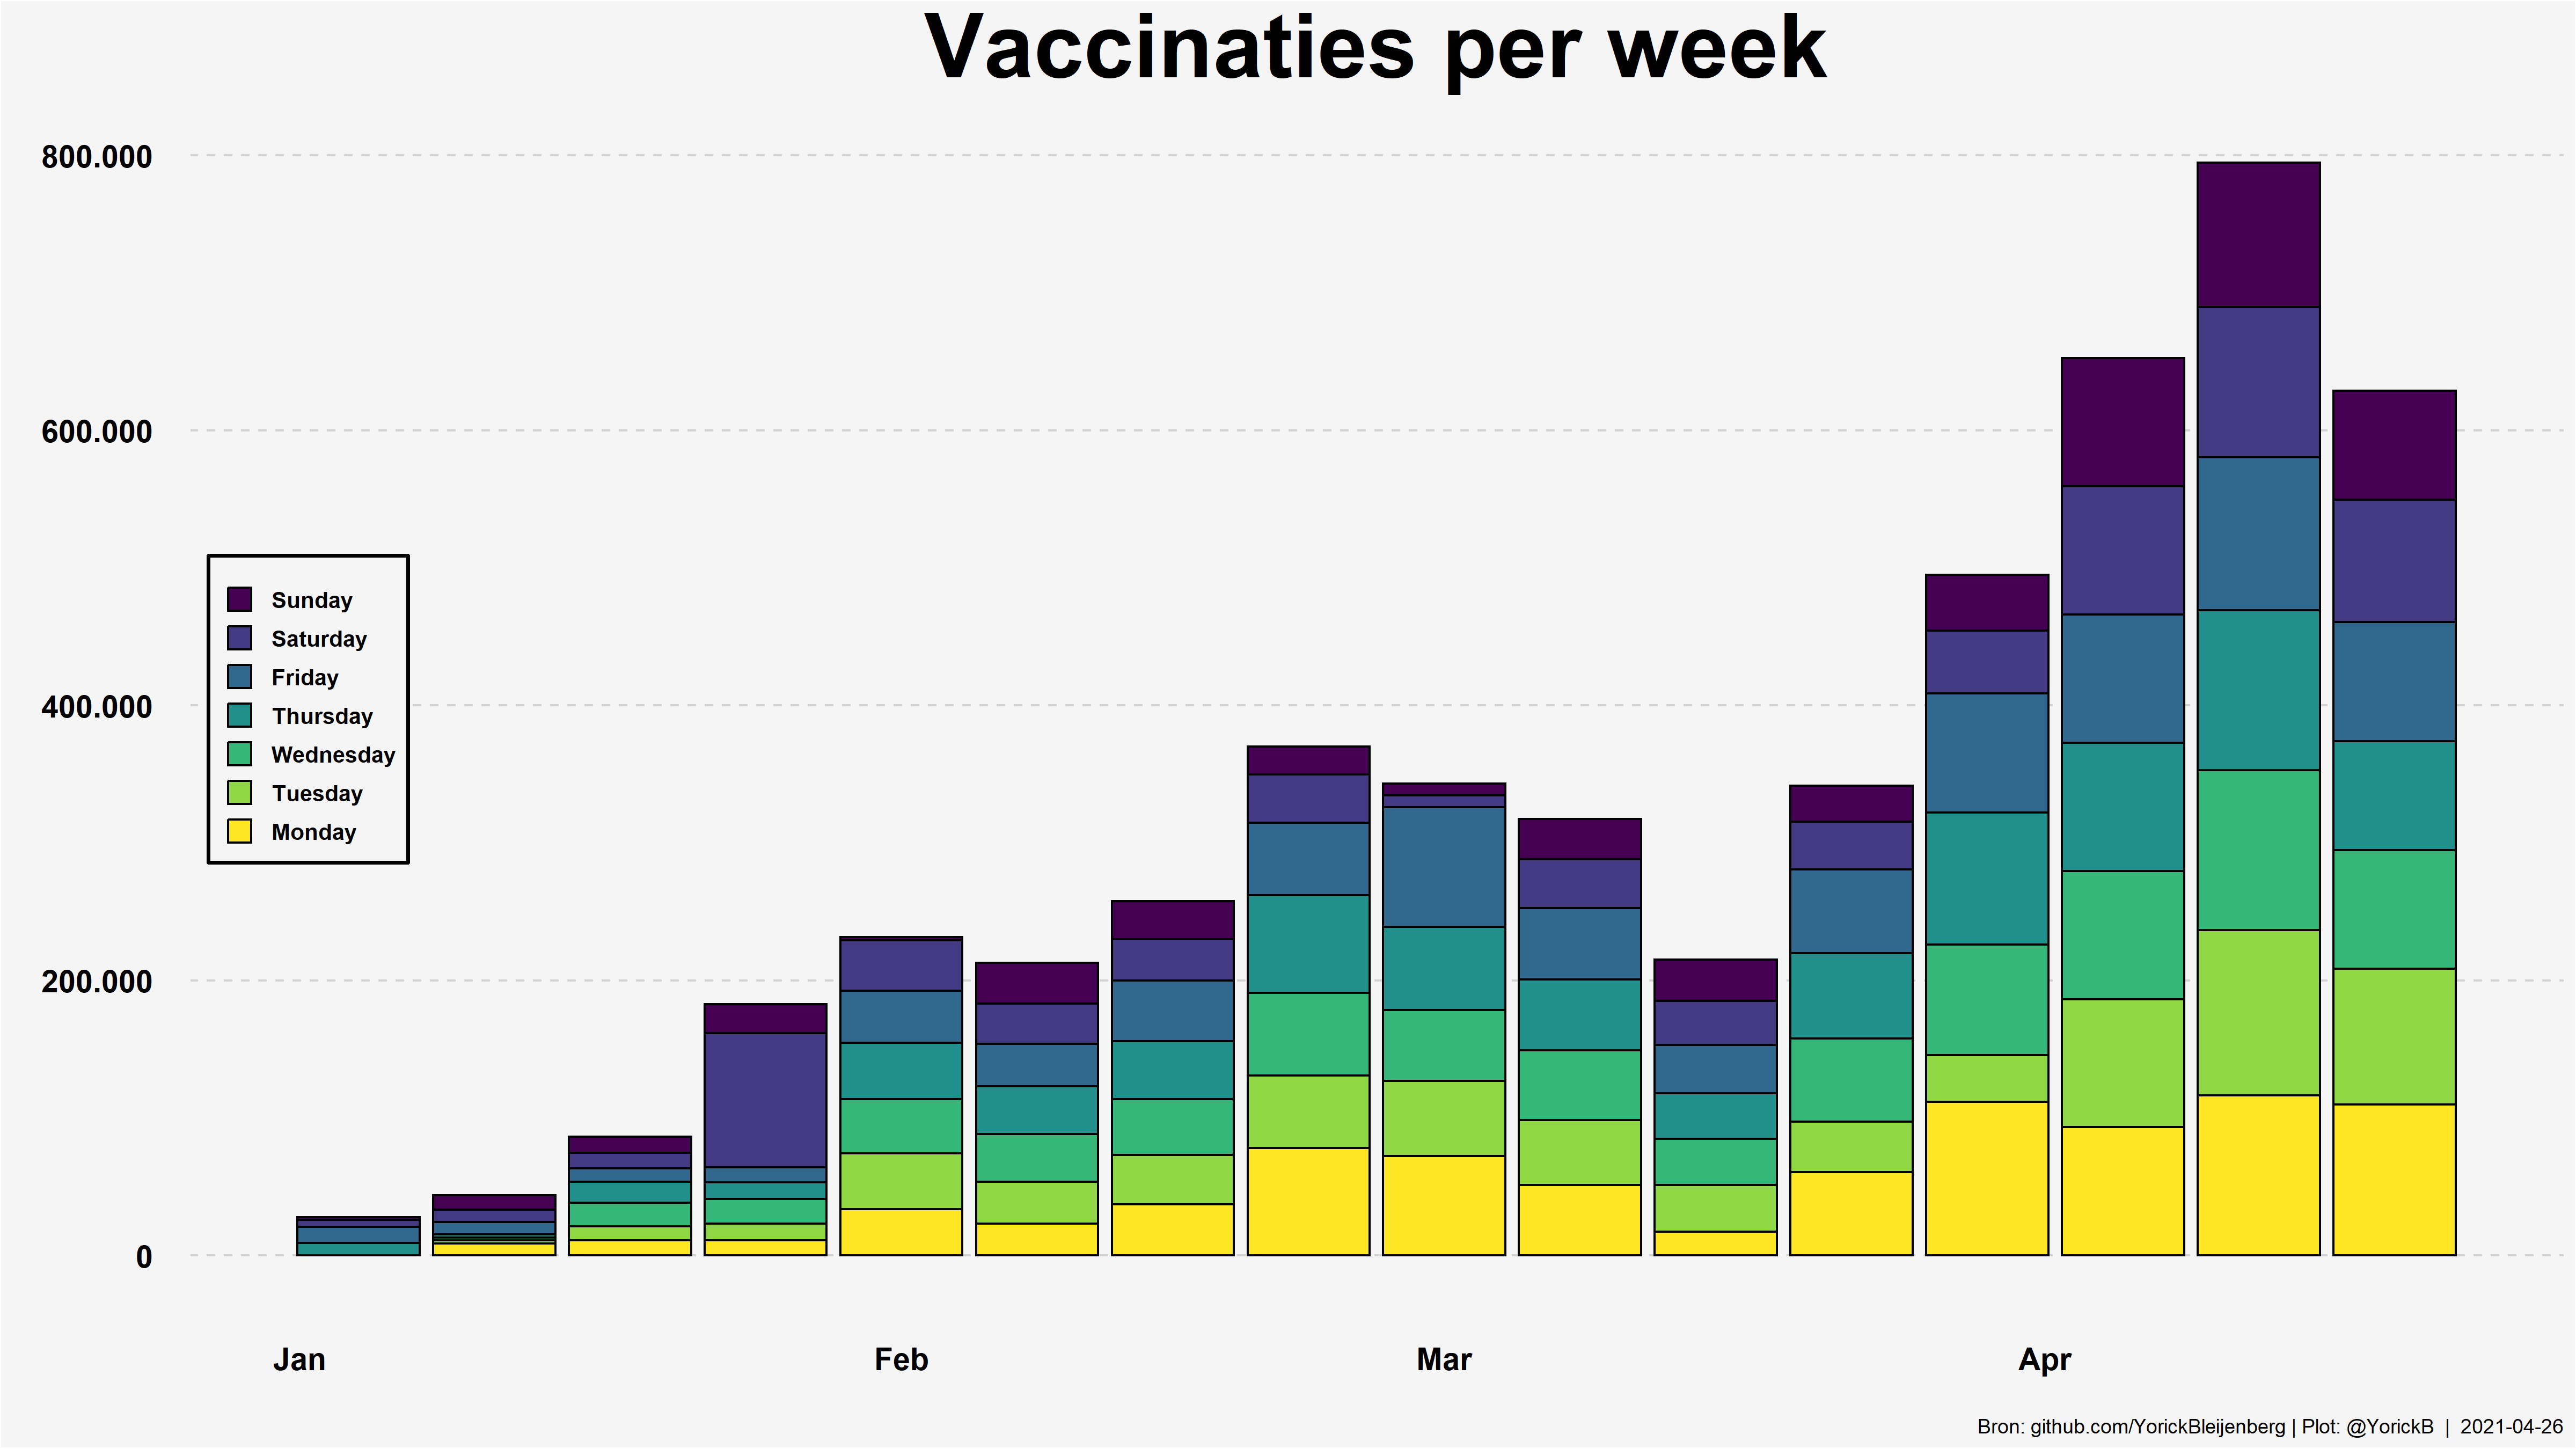 Vaccinaties per week
800.000
600.000
400.000
200.000
0
Sunday
Saturday
Friday
Thursday
Wednesday
Tuesday
Monday
Jan Feb Mar Apr
Bron: github.com/YorickBleijenberg | Plot: @YorickB | 2021-04-26